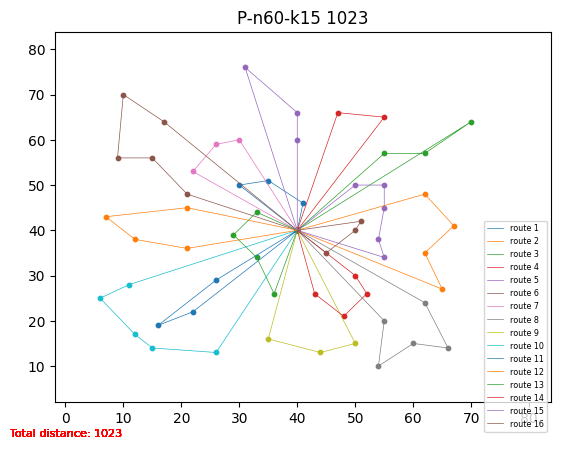 P-n60-k15 1023
80
70
60
50
40
30
20
10
0 10 20 30 40 50 60 70 80
route 1
route 2
route 3
route 4
route 5
route 6
route 7
route 8
route 9
route 10
route 11
route 12
route 13
route 14
route 15
route 16
Total distance: 1023